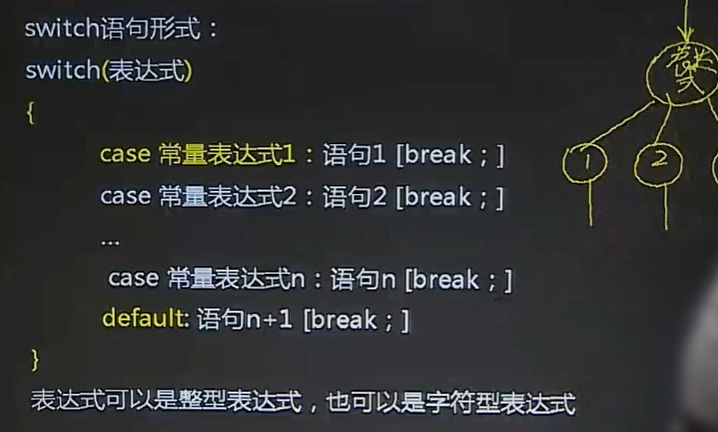 switch语句形式：
switch(表达式)
{
case 常量表达式1：语句1 [break；]
case 常量表达式2：语句2 [break；]
...
case 常量表达式n：语句n [break；]
default: 语句n+1 [break；]
}
表达式可以是整型表达式，也可以是字符型表达式
表达式
1
2